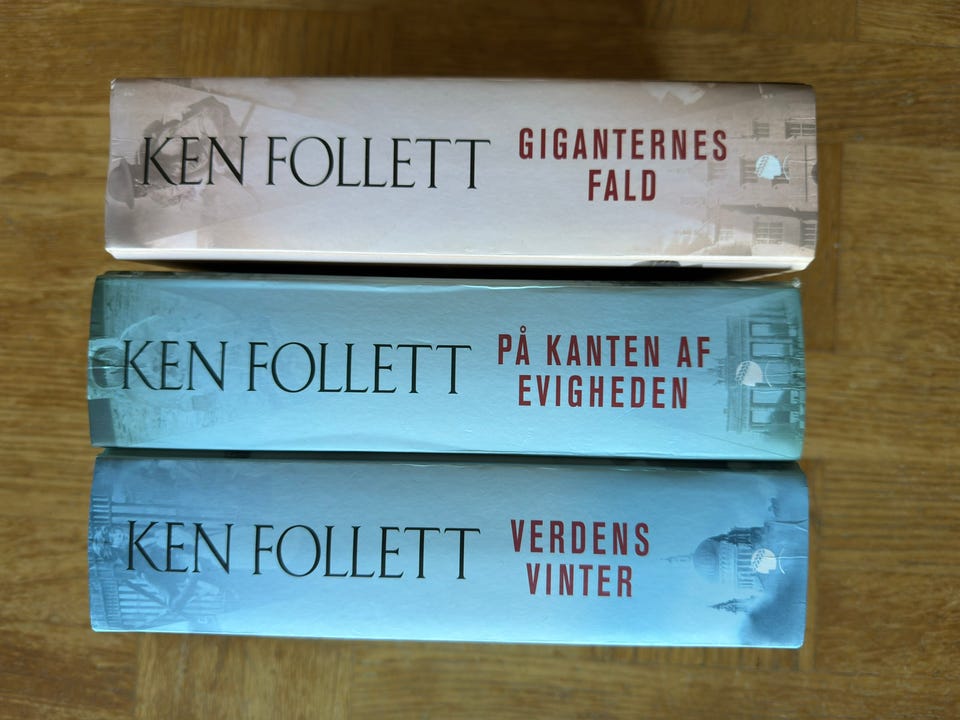 KEN FOLLETT
GIGANTERNES
FALD
KEN FOLLETT
PÅ KANTEN AF
EVIGHEDEN
KEN FOLLETT
VERDENS
VINTER